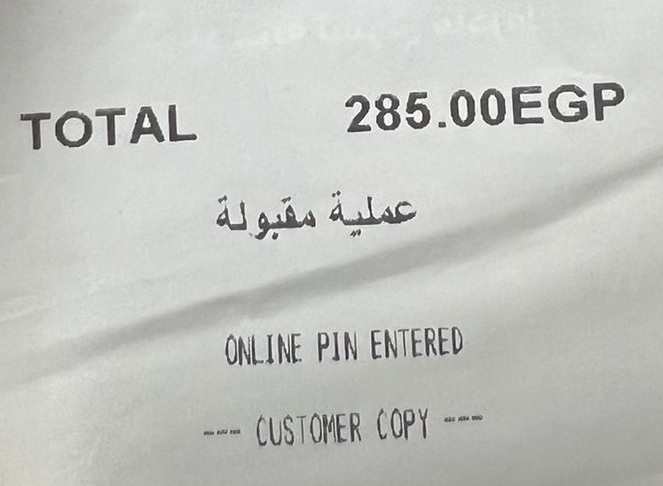 TOTAL 285.00EGP
عملية مقبولة
ONLINE PIN ENTERED
--- CUSTOMER COPY ---